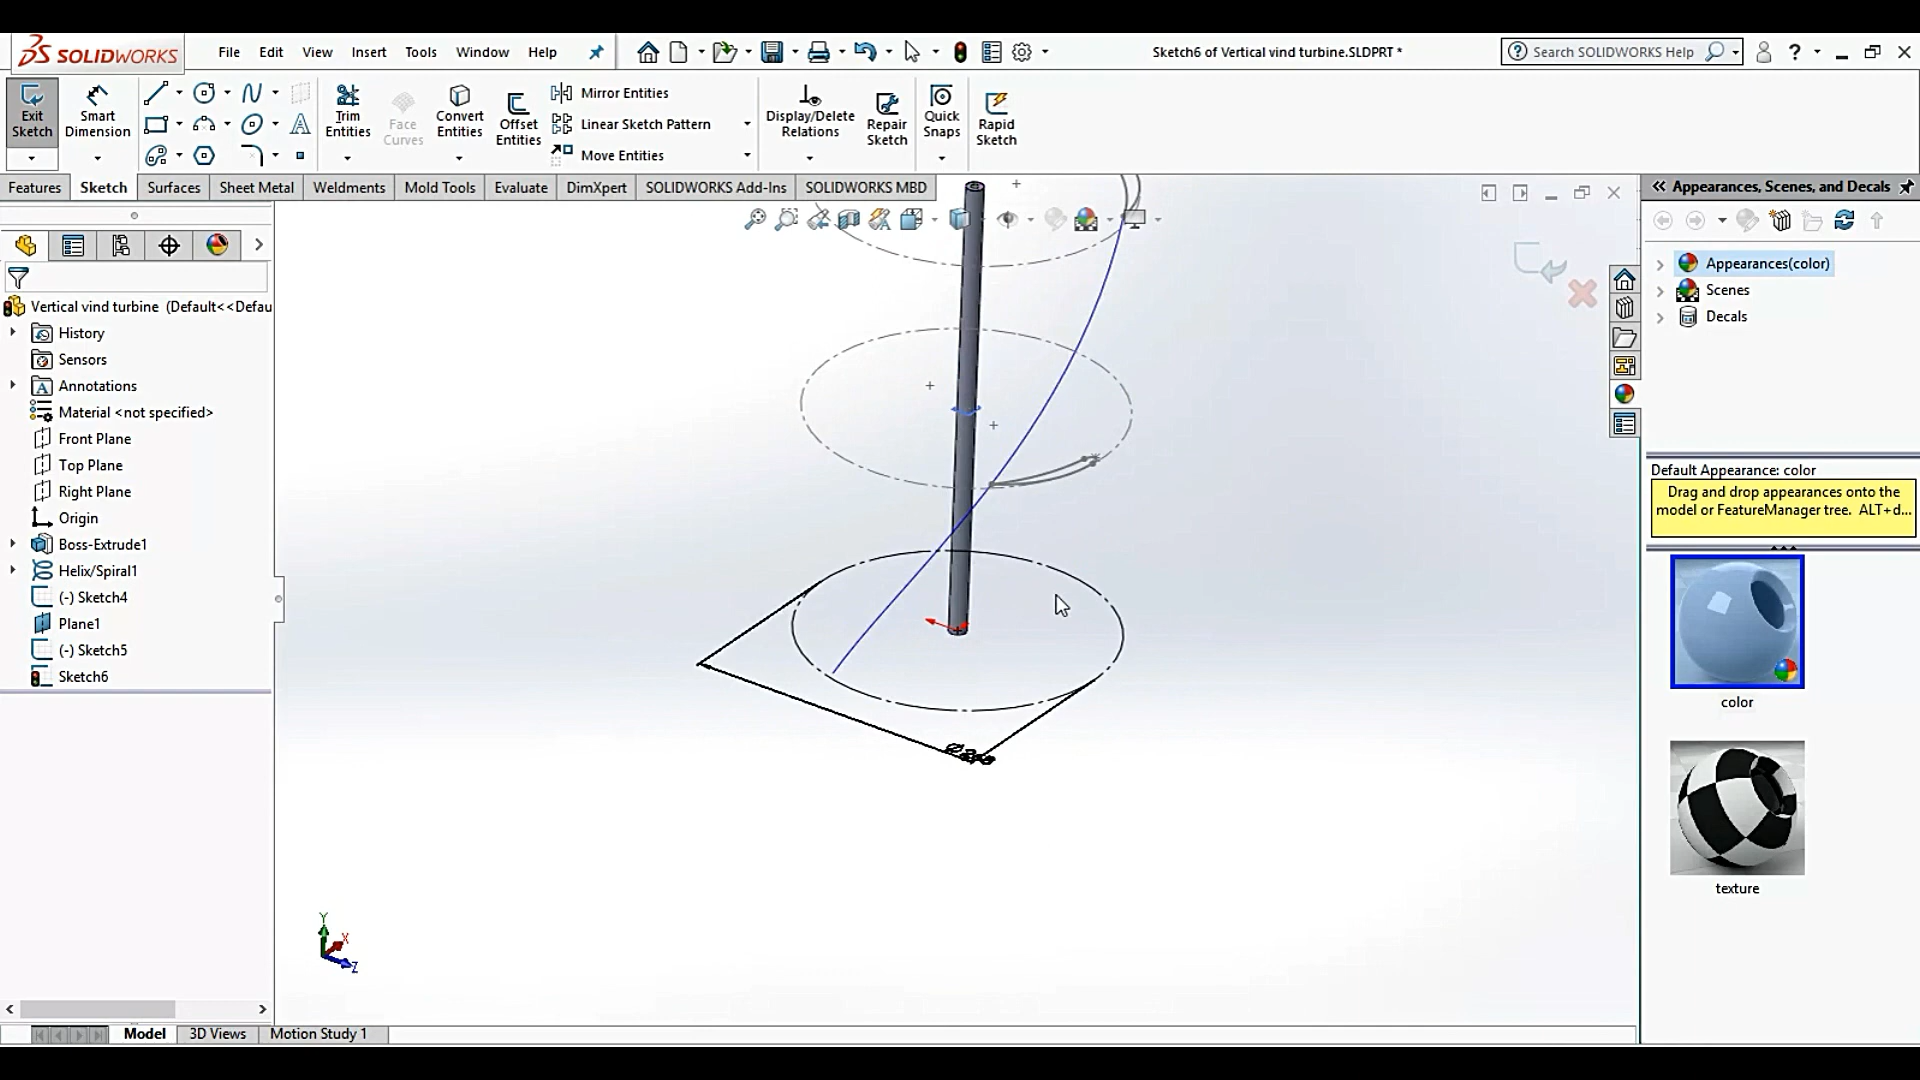 SOLIDWORKS
File Edit View Insert Tools Window Help
Sketch6 of Vertical vind turbine.SLDPRT *
Search SOLIDWORKS Help
Exit Sketch
Smart Dimension
Trim Entities
Face Curves
Convert Entities
Offset Entities
Mirror Entities
Linear Sketch Pattern
Move Entities
Display/Delete Relations
Repair Sketch
Quick Snaps
Rapid Sketch
Features Sketch Surfaces Sheet Metal Weldments Mold Tools Evaluate DimXpert SOLIDWORKS Add-Ins SOLIDWORKS MBD
Appearances, Scenes, and Decals
Vertical vind turbine (Default<<Defau
History
Sensors
Annotations
Material <not specified>
Front Plane
Top Plane
Right Plane
Origin
Boss-Extrude1
Helix/Spiral1
(-) Sketch4
Plane1
(-) Sketch5
Sketch6
Appearances(color)
Scenes
Decals
Default Appearance: color
Drag and drop appearances onto the
model or FeatureManager tree. ALT+d...
color
texture
Y
X
Z
Model 3D Views Motion Study 1